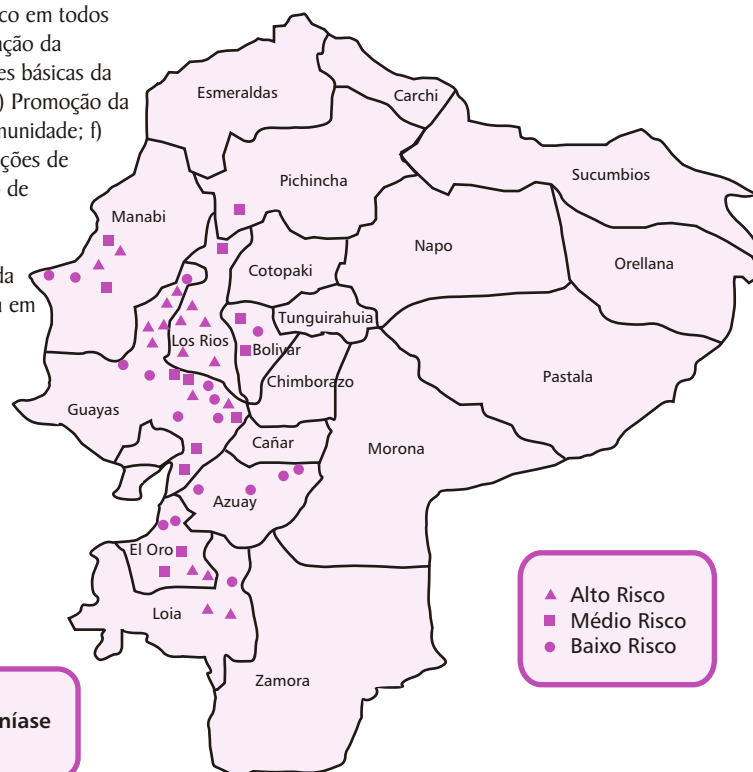 co em todos
ação da
es básicas da
) Promoção da
munidade; f)
ções de
o de
da
n em
Esmeraldas
Carchi
Sucumbios
Pichincha
Manabi
Napo
Orellana
Cotopaki
Tunguirahuia
Los Rios
Bolivar
Chimborazo
Pastala
Guayas
Cañar
Morona
Azuay
El Oro
Loia
Zamora
Alto Risco
Médio Risco
Baixo Risco
níase